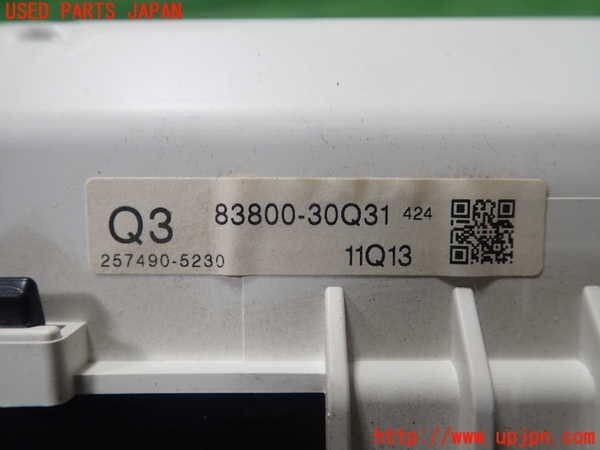 USED PARTS JAPAN
Q3 83800-30Q31 424
257490-5230 11Q13
http://www.upjpn.com/